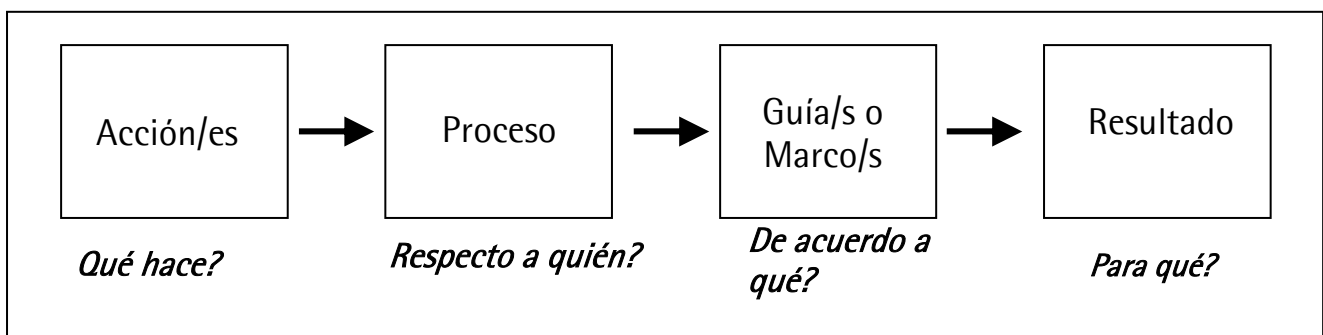 Acción/es
Proceso
Guía/s o
Marco/s
Resultado
Qué hace?
Respecto a quién?
De acuerdo a
qué?
Para qué?